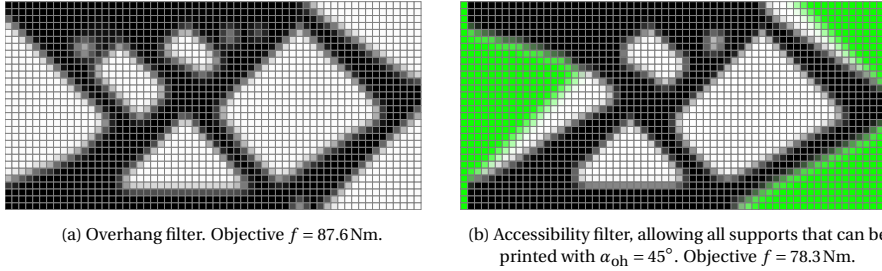 (a) Overhang filter. Objective f = 87.6 Nm.
(b) Accessibility filter, allowing all supports that can be
printed with αoh = 45°. Objective f = 78.3 Nm.